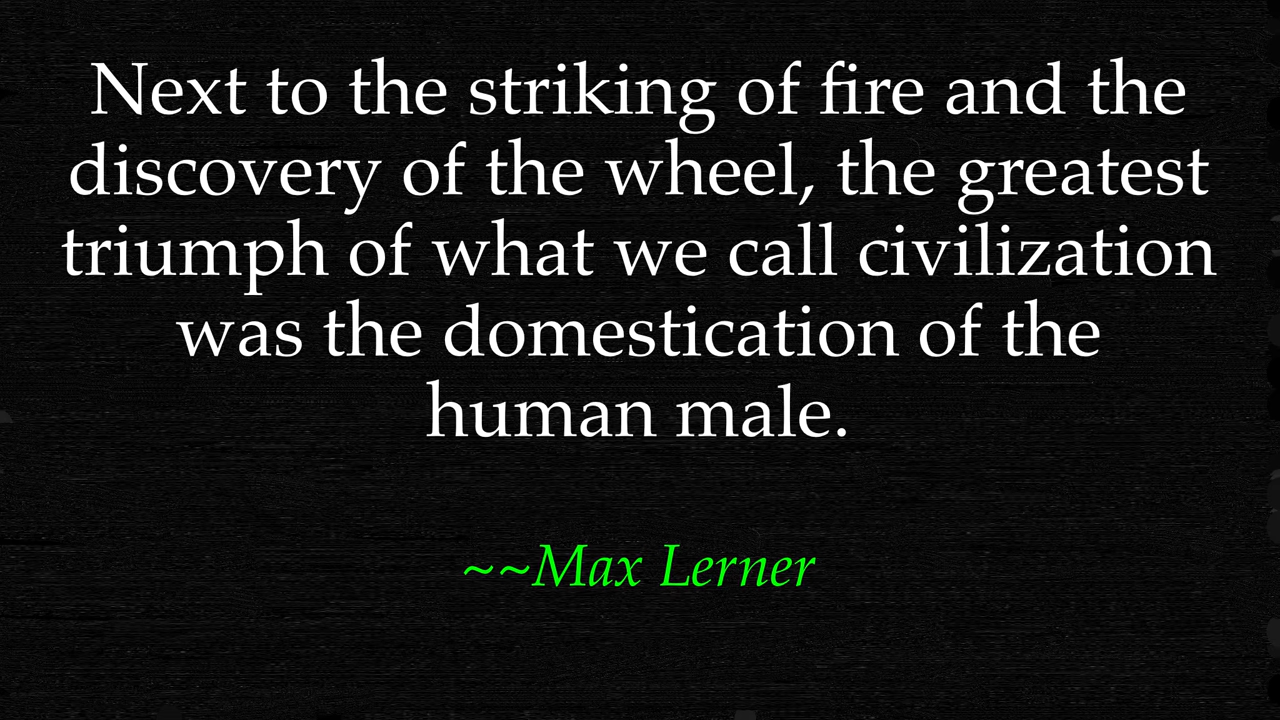 Next to the striking of fire and the
discovery of the wheel, the greatest
triumph of what we call civilization
was the domestication of the
human male.
~~Max Lerner